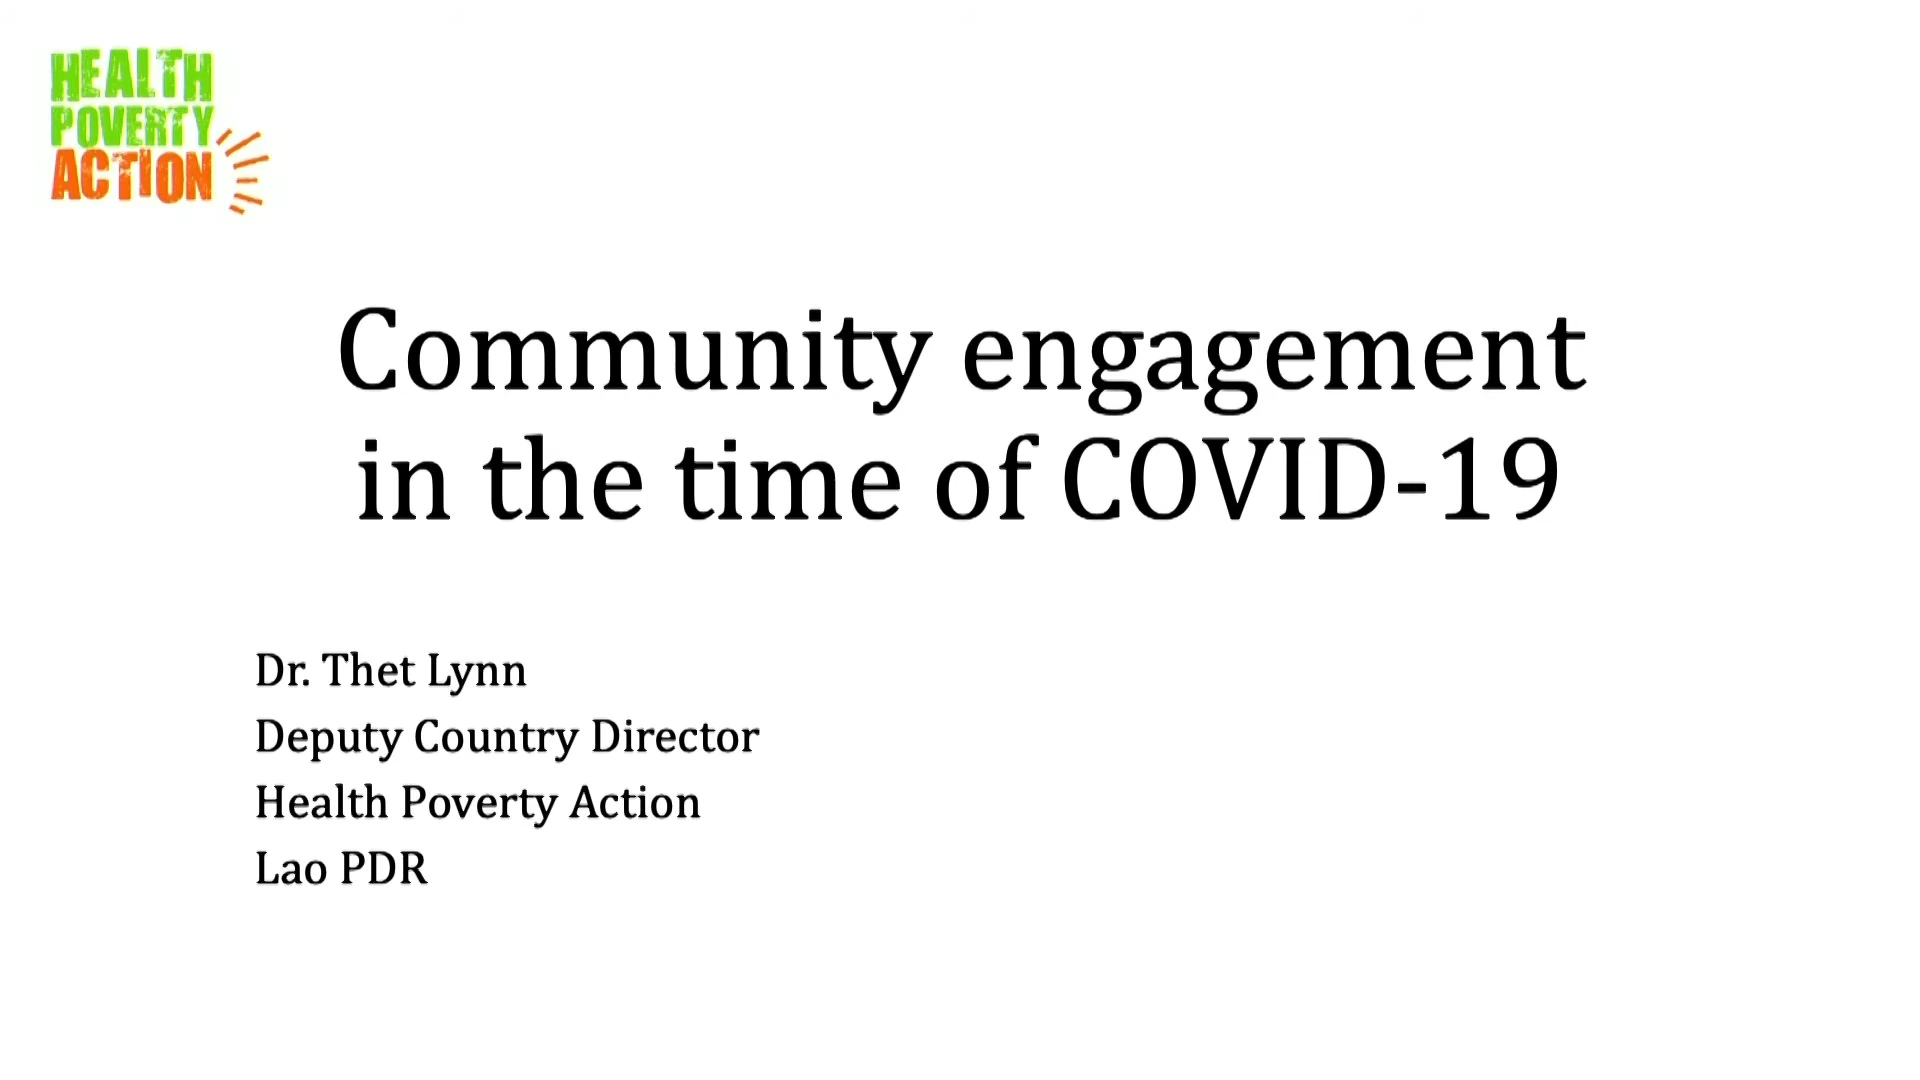 HEALTH
POVERTY
ACTION
Community engagement
in the time of COVID-19
Dr. Thet Lynn
Deputy Country Director
Health Poverty Action
Lao PDR